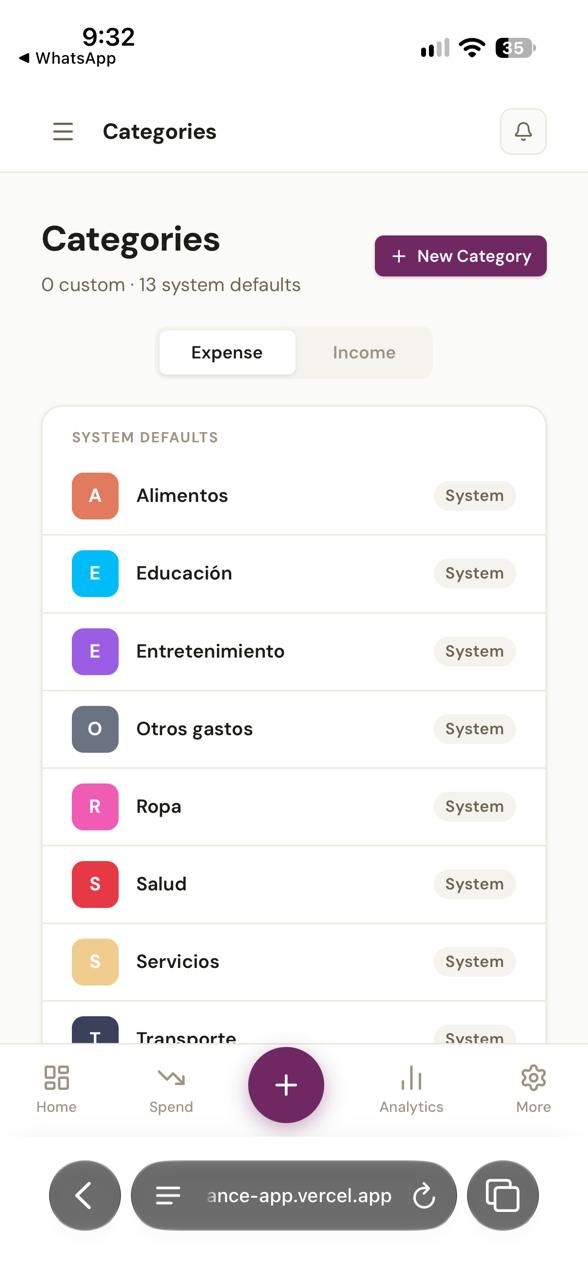 9:32
35
◀ WhatsApp
Categories
Categories
0 custom · 13 system defaults
+ New Category
Expense Income
SYSTEM DEFAULTS
A Alimentos System
E Educación System
E Entretenimiento System
O Otros gastos System
R Ropa System
S Salud System
S Servicios System
T Transporte System
Home Spend + Analytics More
ance-app.vercel.app